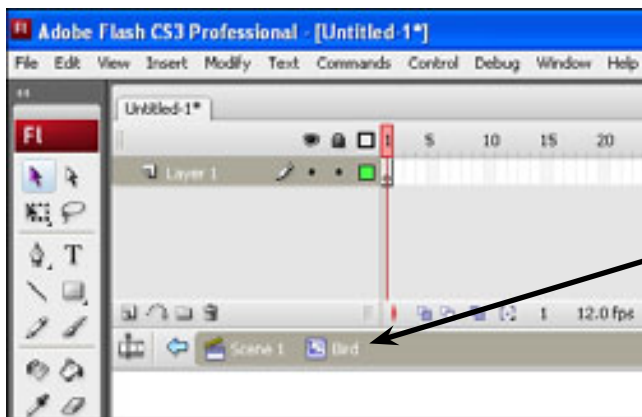 Adobe Flash CS3 Professional - [Untitled-1*]
File Edit View Insert Modify Text Commands Control Debug Window Help
Untitled-1*
Fl
1 5 10 15 20
Layer 1
T
1 12.0 fps
Scene 1 Bird